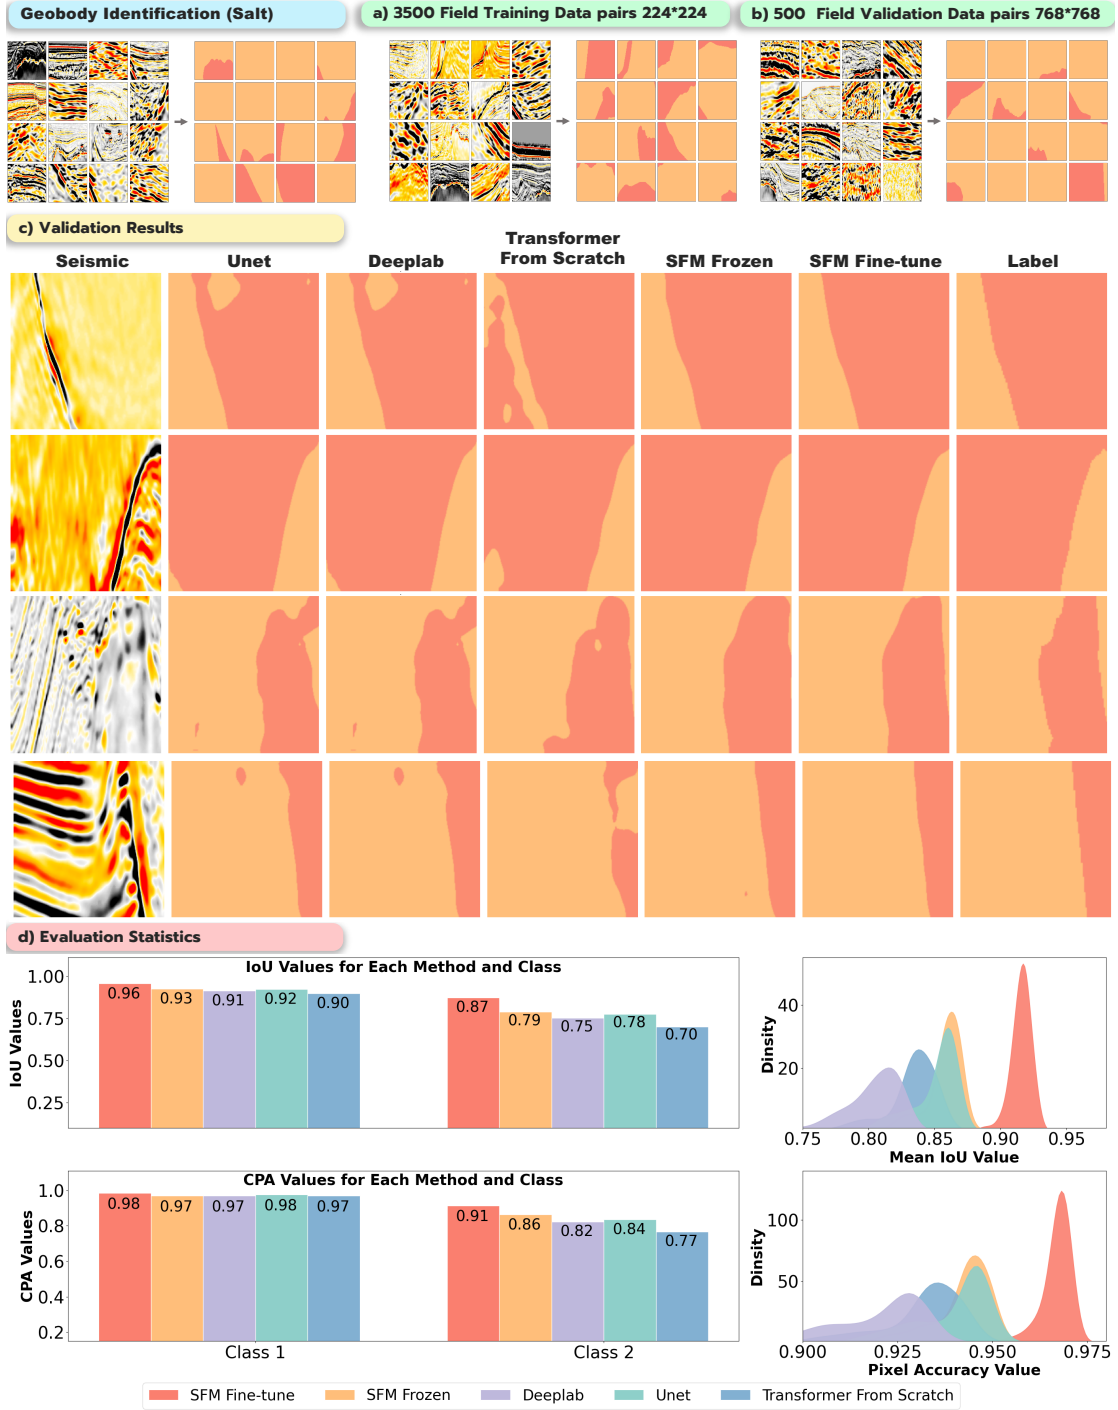 Geobody Identification (Salt)
a) 3500 Field Training Data pairs 224*224
b) 500 Field Validation Data pairs 768*768
c) Validation Results
Seismic
Unet
Deeplab
Transformer
From Scratch
SFM Frozen
SFM Fine-tune
Label
d) Evaluation Statistics
IoU Values for Each Method and Class
IoU Values
1.00
0.75
0.50
0.25
0.96
0.93
0.91
0.92
0.90
0.87
0.79
0.75
0.78
0.70
Dinsity
40
20
0.75
0.80
0.85
0.90
0.95
Mean IoU Value
CPA Values for Each Method and Class
CPA Values
1.0
0.8
0.6
0.4
0.2
0.98
0.97
0.97
0.98
0.97
0.91
0.86
0.82
0.84
0.77
Class 1
Class 2
Dinsity
100
50
0.900
0.925
0.950
0.975
Pixel Accuracy Value
SFM Fine-tune
SFM Frozen
Deeplab
Unet
Transformer From Scratch